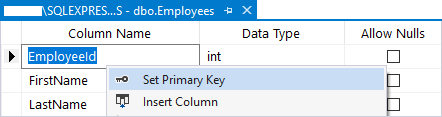 \SQLEXPRES...S - dbo.Employees
Column Name Data Type Allow Nulls
EmployeeId int
FirstName Set Primary Key
LastName Insert Column